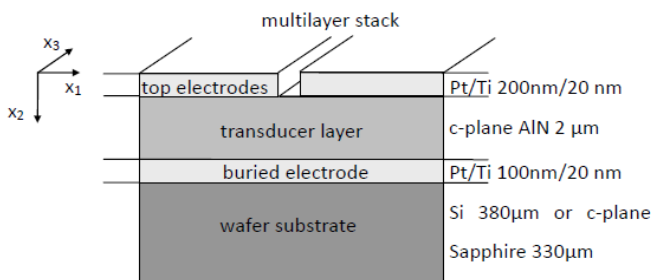 multilayer stack
x3
x1
x2
top electrodes
Pt/Ti 200nm/20 nm
transducer layer
c-plane AlN 2 μm
buried electrode
Pt/Ti 100nm/20 nm
wafer substrate
Si 380μm or c-plane
Sapphire 330μm